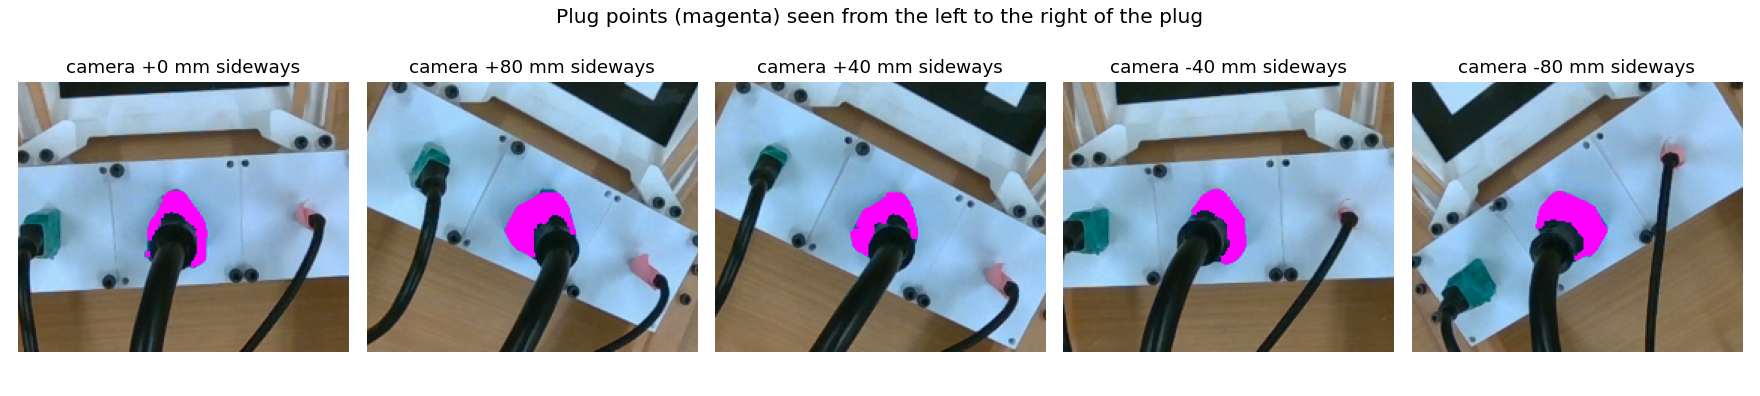 Plug points (magenta) seen from the left to the right of the plug
camera +0 mm sideways
camera +80 mm sideways
camera +40 mm sideways
camera -40 mm sideways
camera -80 mm sideways